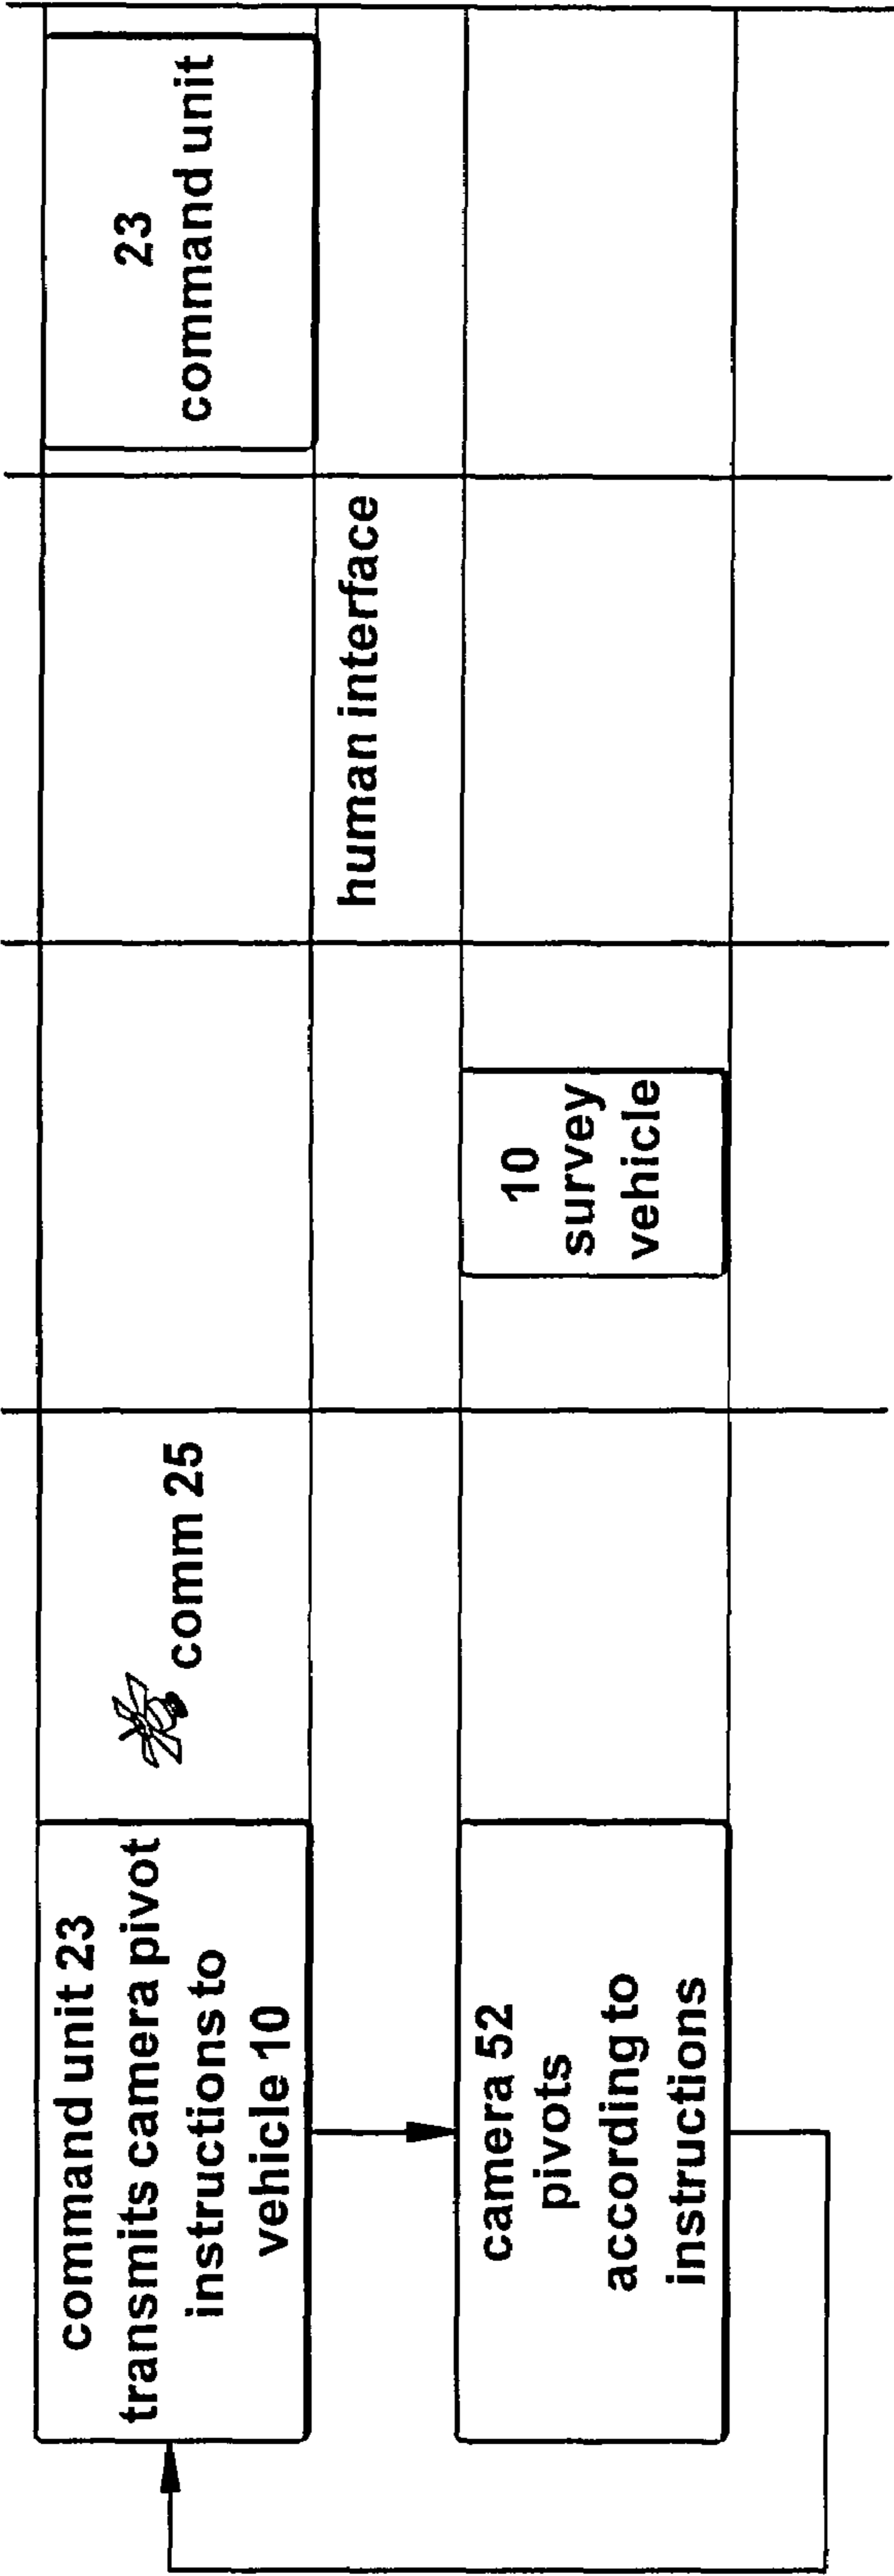 command unit 23
transmits camera pivot
instructions to
vehicle 10
comm 25
23
command unit
human interface
camera 52
pivots
according to
instructions
10
survey
vehicle